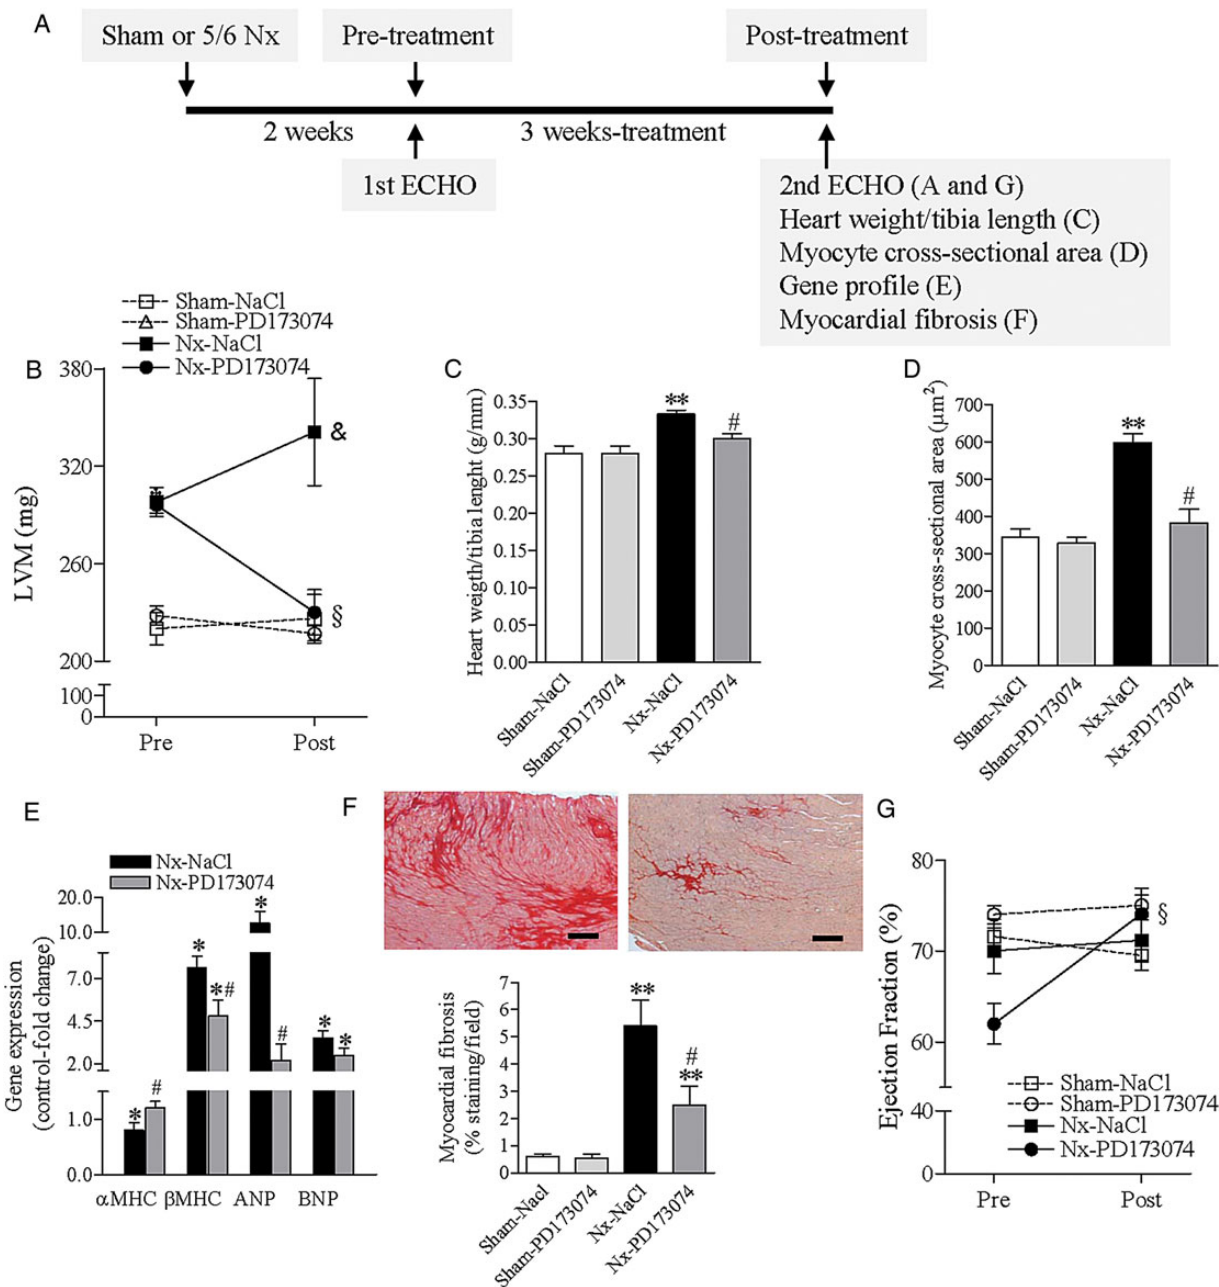 A
Sham or 5/6 Nx
Pre-treatment
Post-treatment
2 weeks
3 weeks-treatment
1st ECHO
2nd ECHO (A and G)
Heart weight/tibia length (C)
Myocyte cross-sectional area (D)
Gene profile (E)
Myocardial fibrosis (F)
B
Sham-NaCl
Sham-PD173074
Nx-NaCl
Nx-PD173074
LVM (mg)
380
320
260
200
100
0
*
&
§
Pre
Post
C
Heart weigth/tibia lenght (g/mm)
0.35
0.30
0.25
0.20
0.15
0.10
0.05
0.00
**
#
Sham-NaCl
Sham-PD173074
Nx-NaCl
Nx-PD173074
D
Myocyte cross-sectional area (µm²)
700
600
500
400
300
200
100
0
**
#
Sham-NaCl
Sham-PD173074
Nx-NaCl
Nx-PD173074
E
Nx-NaCl
Nx-PD173074
Gene expression
(control-fold change)
20.0
10.0
7.0
4.5
2.0
1.0
0.0
*
#
*
*#
*
#
*
*
αMHC
βMHC
ANP
BNP
F
Myocardial fibrosis
(% staining/field)
7
6
5
4
3
2
1
0
**
#
**
Sham-Nacl
Sham-PD173074
Nx-NaCl
Nx-PD173074
G
Ejection Fraction (%)
80
70
60
40
0
§
Sham-NaCl
Sham-PD173074
Nx-NaCl
Nx-PD173074
Pre
Post